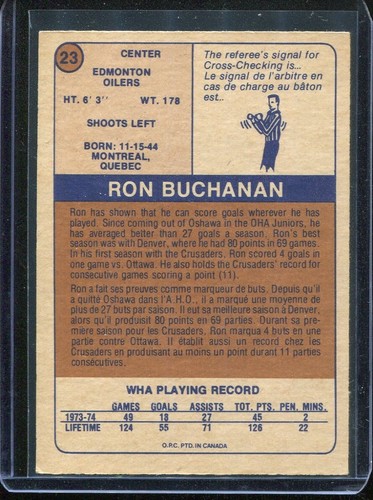 23
CENTER
EDMONTON
OILERS
HT. 6' 3" WT. 178
SHOOTS LEFT
BORN: 11-15-44
MONTREAL,
QUEBEC
The referee's signal for
Cross-Checking is...
Le signal de l'arbitre en
cas de charge au bâton
est...
RON BUCHANAN
Ron has shown that he can score goals wherever he has
played. Since coming out of Oshawa in the OHA Juniors, he
has averaged better than 27 goals a season. Ron's best
season was with Denver, where he had 80 points in 69 games.
In his first season with the Crusaders. Ron scored 4 goals in
one game vs. Ottawa. He also holds the Crusaders' record for
consecutive games scoring a point (11).
Ron a fait ses preuves comme marqueur de buts. Depuis qu'il
a quitté Oshawa dans l'A.H.O., il a marqué une moyenne de
plus de 27 buts par saison. Il eut sa meilleure saison à Denver,
alors qu'il produisait 80 points en 69 parties. Durant sa pre-
mière saison pour les Crusaders. Ron marqua 4 buts en une
partie contre Ottawa. Il établit aussi un record chez les
Crusaders en produisant au moins un point durant 11 parties
consécutives.
WHA PLAYING RECORD
GAMES GOALS ASSISTS TOT. PTS. PEN. MINS.
1973-74 49 18 27 45 2
LIFETIME 124 55 71 126 22
O.P.C. PTD. IN CANADA